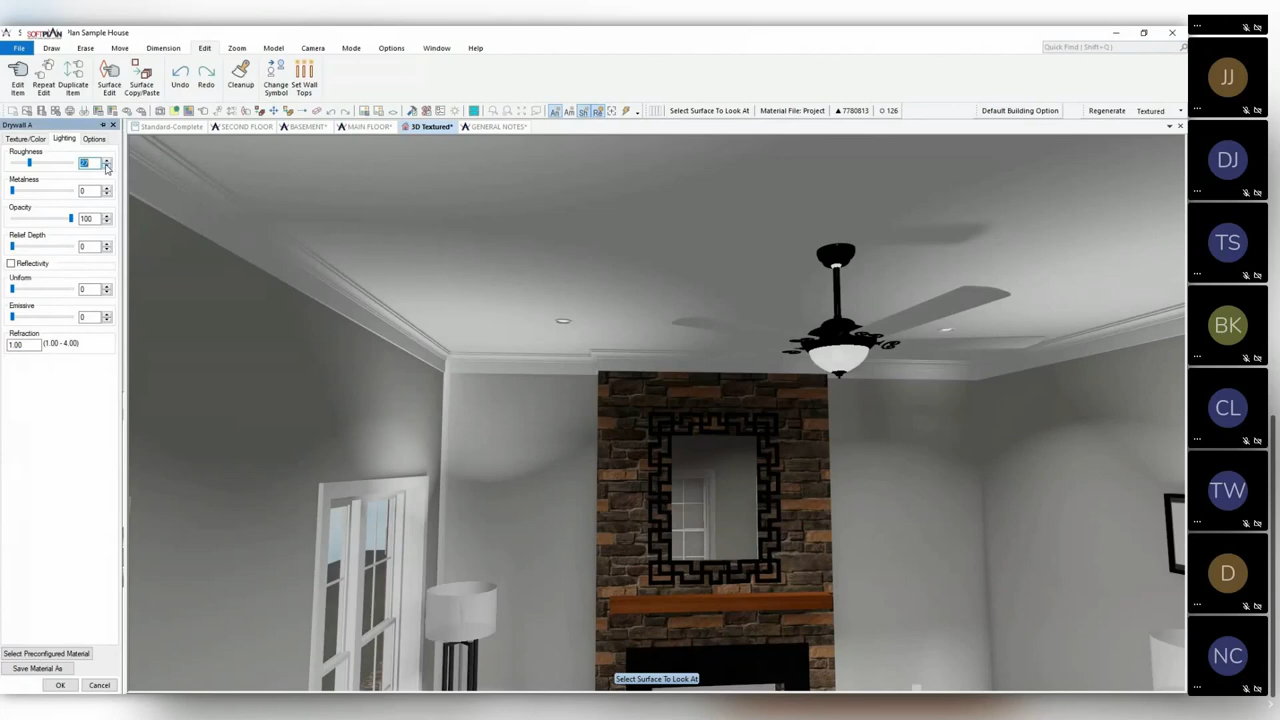 SOFTPLAN
Plan Sample House
File Draw Erase Move Dimension Edit Zoom Model Camera Mode Options Window Help
Quick Find ( Shift+Q )
Edit Item
Repeat Edit
Duplicate Item
Surface Edit
Surface Copy/Paste
Undo
Redo
Cleanup
Change Symbol
Set Wall Tops
Select Surface To Look At
Material File: Project
7780813
126
Default Building Option
Regenerate
Textured
Drywall A
Standard-Complete
SECOND FLOOR*
BASEMENT*
MAIN FLOOR*
3D Textured*
GENERAL NOTES*
Texture/Color
Lighting
Options
Roughness
Metalness
0
Opacity
100
Relief Depth
0
Reflectivity
Uniform
0
Emissive
0
Refraction
1.00 (1.00 - 4.00)
Select Preconfigured Material
Save Material As
OK Cancel
Select Surface To Look At
JJ
DJ
TS
BK
CL
TW
D
NC